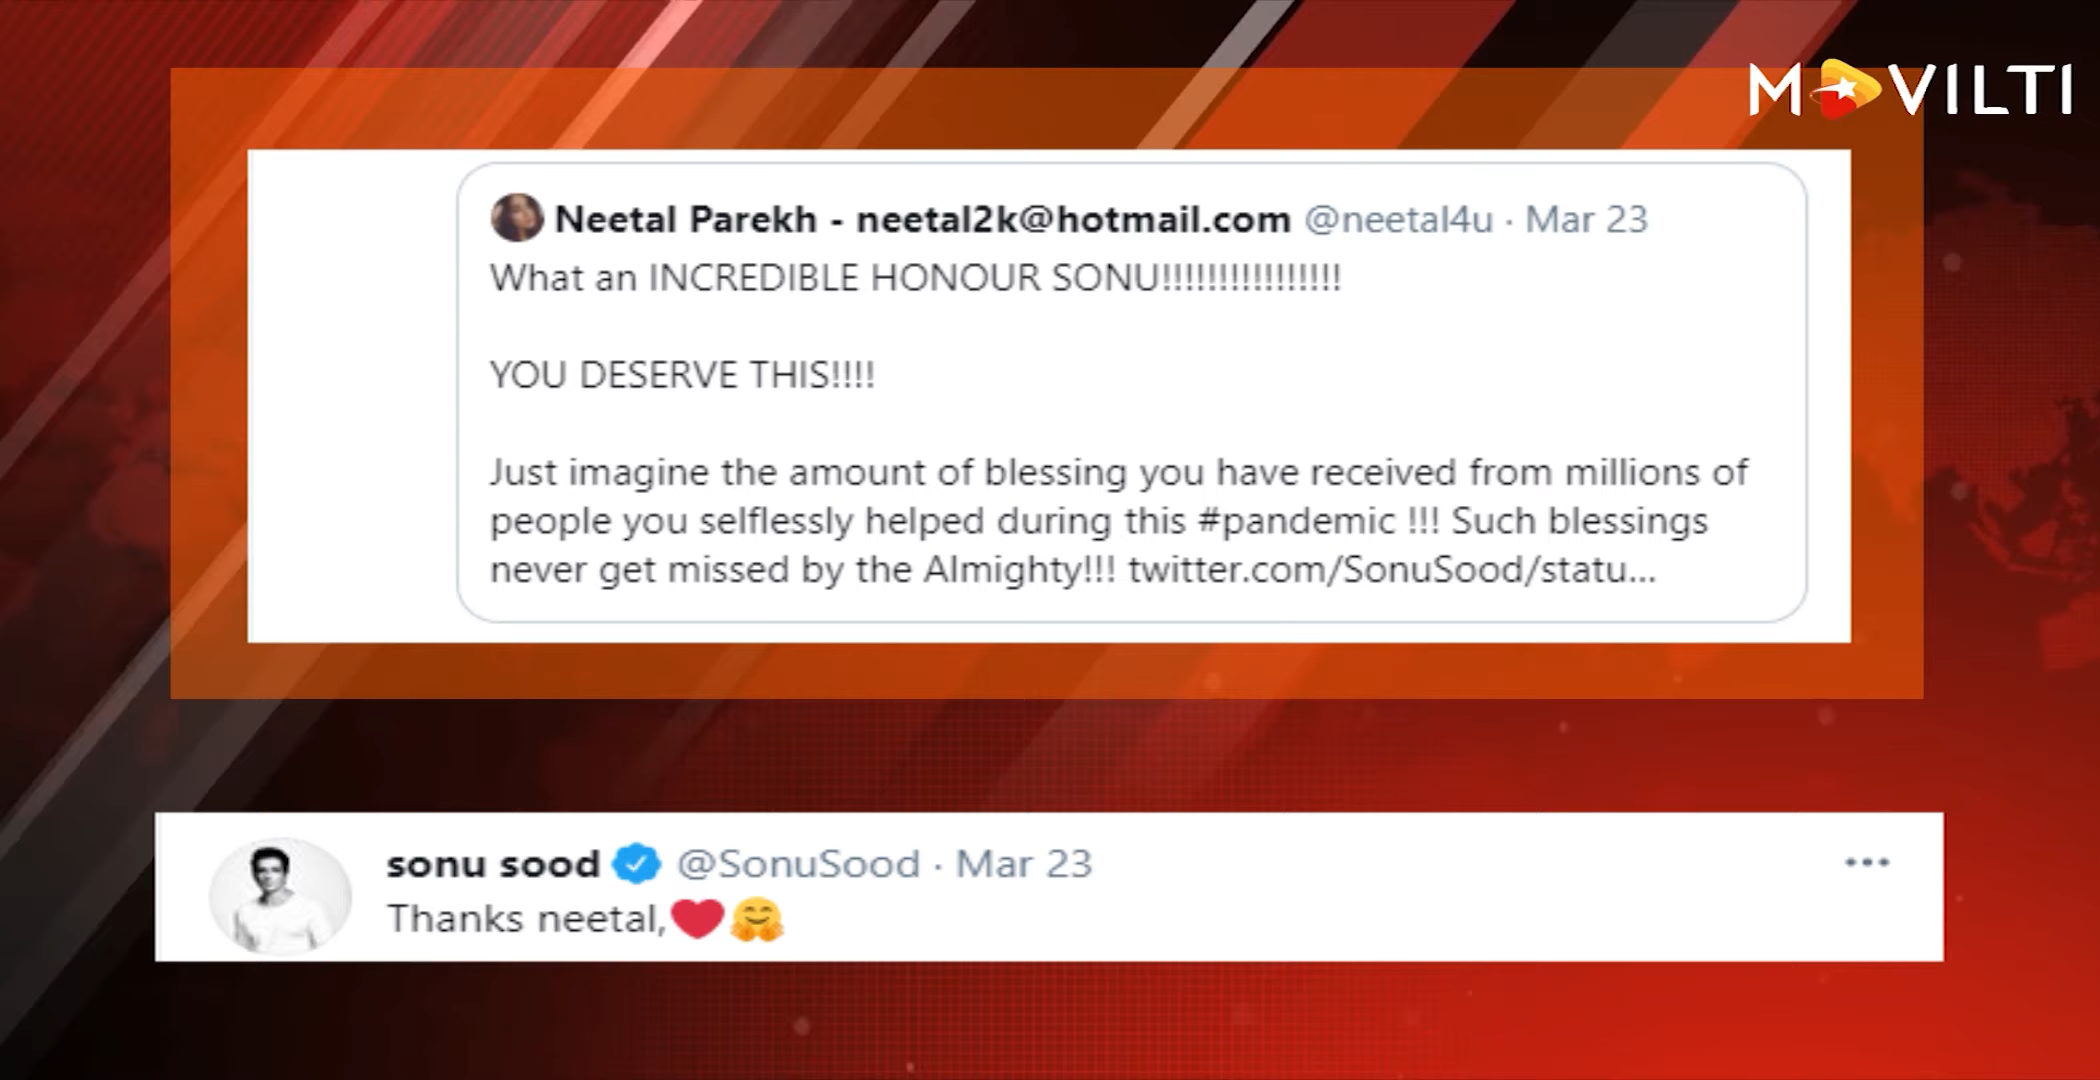 MOVILTI
Neetal Parekh - neetal2k@hotmail.com @neetal4u · Mar 23
What an INCREDIBLE HONOUR SONU!!!!!!!!!!!!!!!!
YOU DESERVE THIS!!!!
Just imagine the amount of blessing you have received from millions of
people you selflessly helped during this #pandemic !!! Such blessings
never get missed by the Almighty!!! twitter.com/SonuSood/statu...
sonu sood @SonuSood · Mar 23
Thanks neetal,❤️🤗